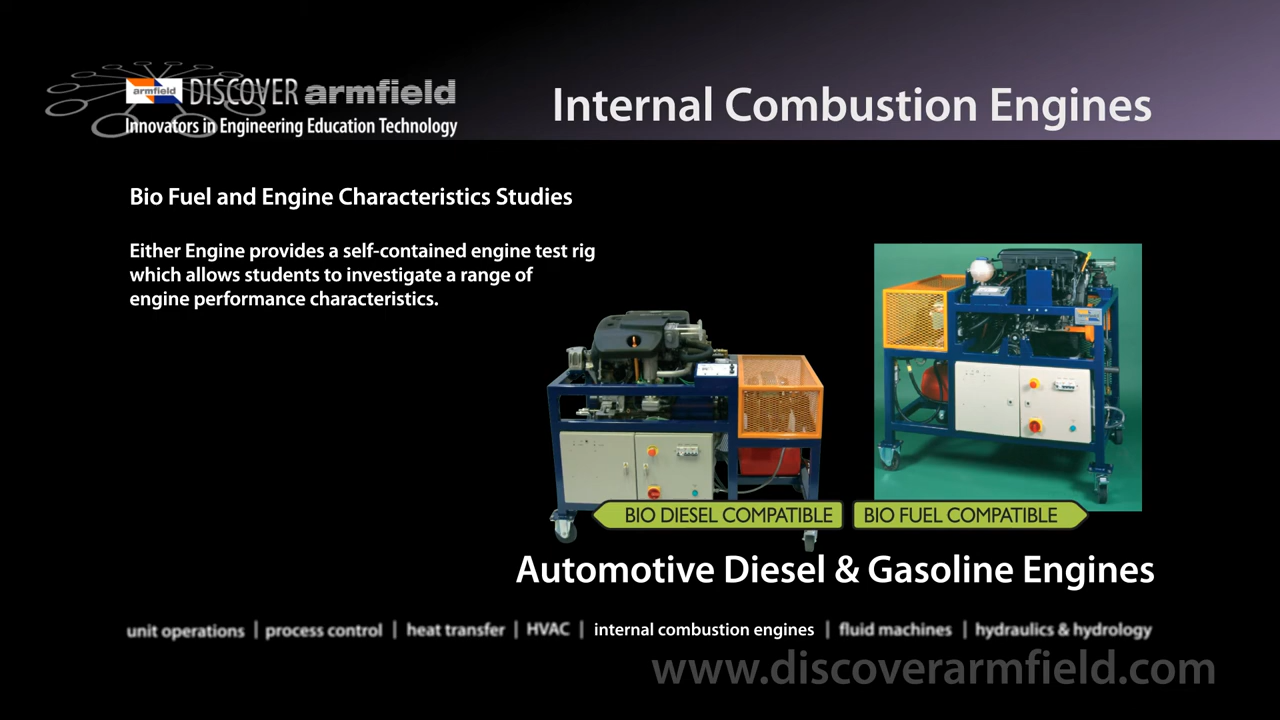 armfield DISCOVER armfield
Innovators in Engineering Education Technology
Internal Combustion Engines
Bio Fuel and Engine Characteristics Studies
Either Engine provides a self-contained engine test rig
which allows students to investigate a range of
engine performance characteristics.
armfield
BIO DIESEL COMPATIBLE
BIO FUEL COMPATIBLE
Automotive Diesel & Gasoline Engines
unit operations | process control | heat transfer | HVAC | internal combustion engines | fluid machines | hydraulics & hydrology
www.discoverarmfield.com